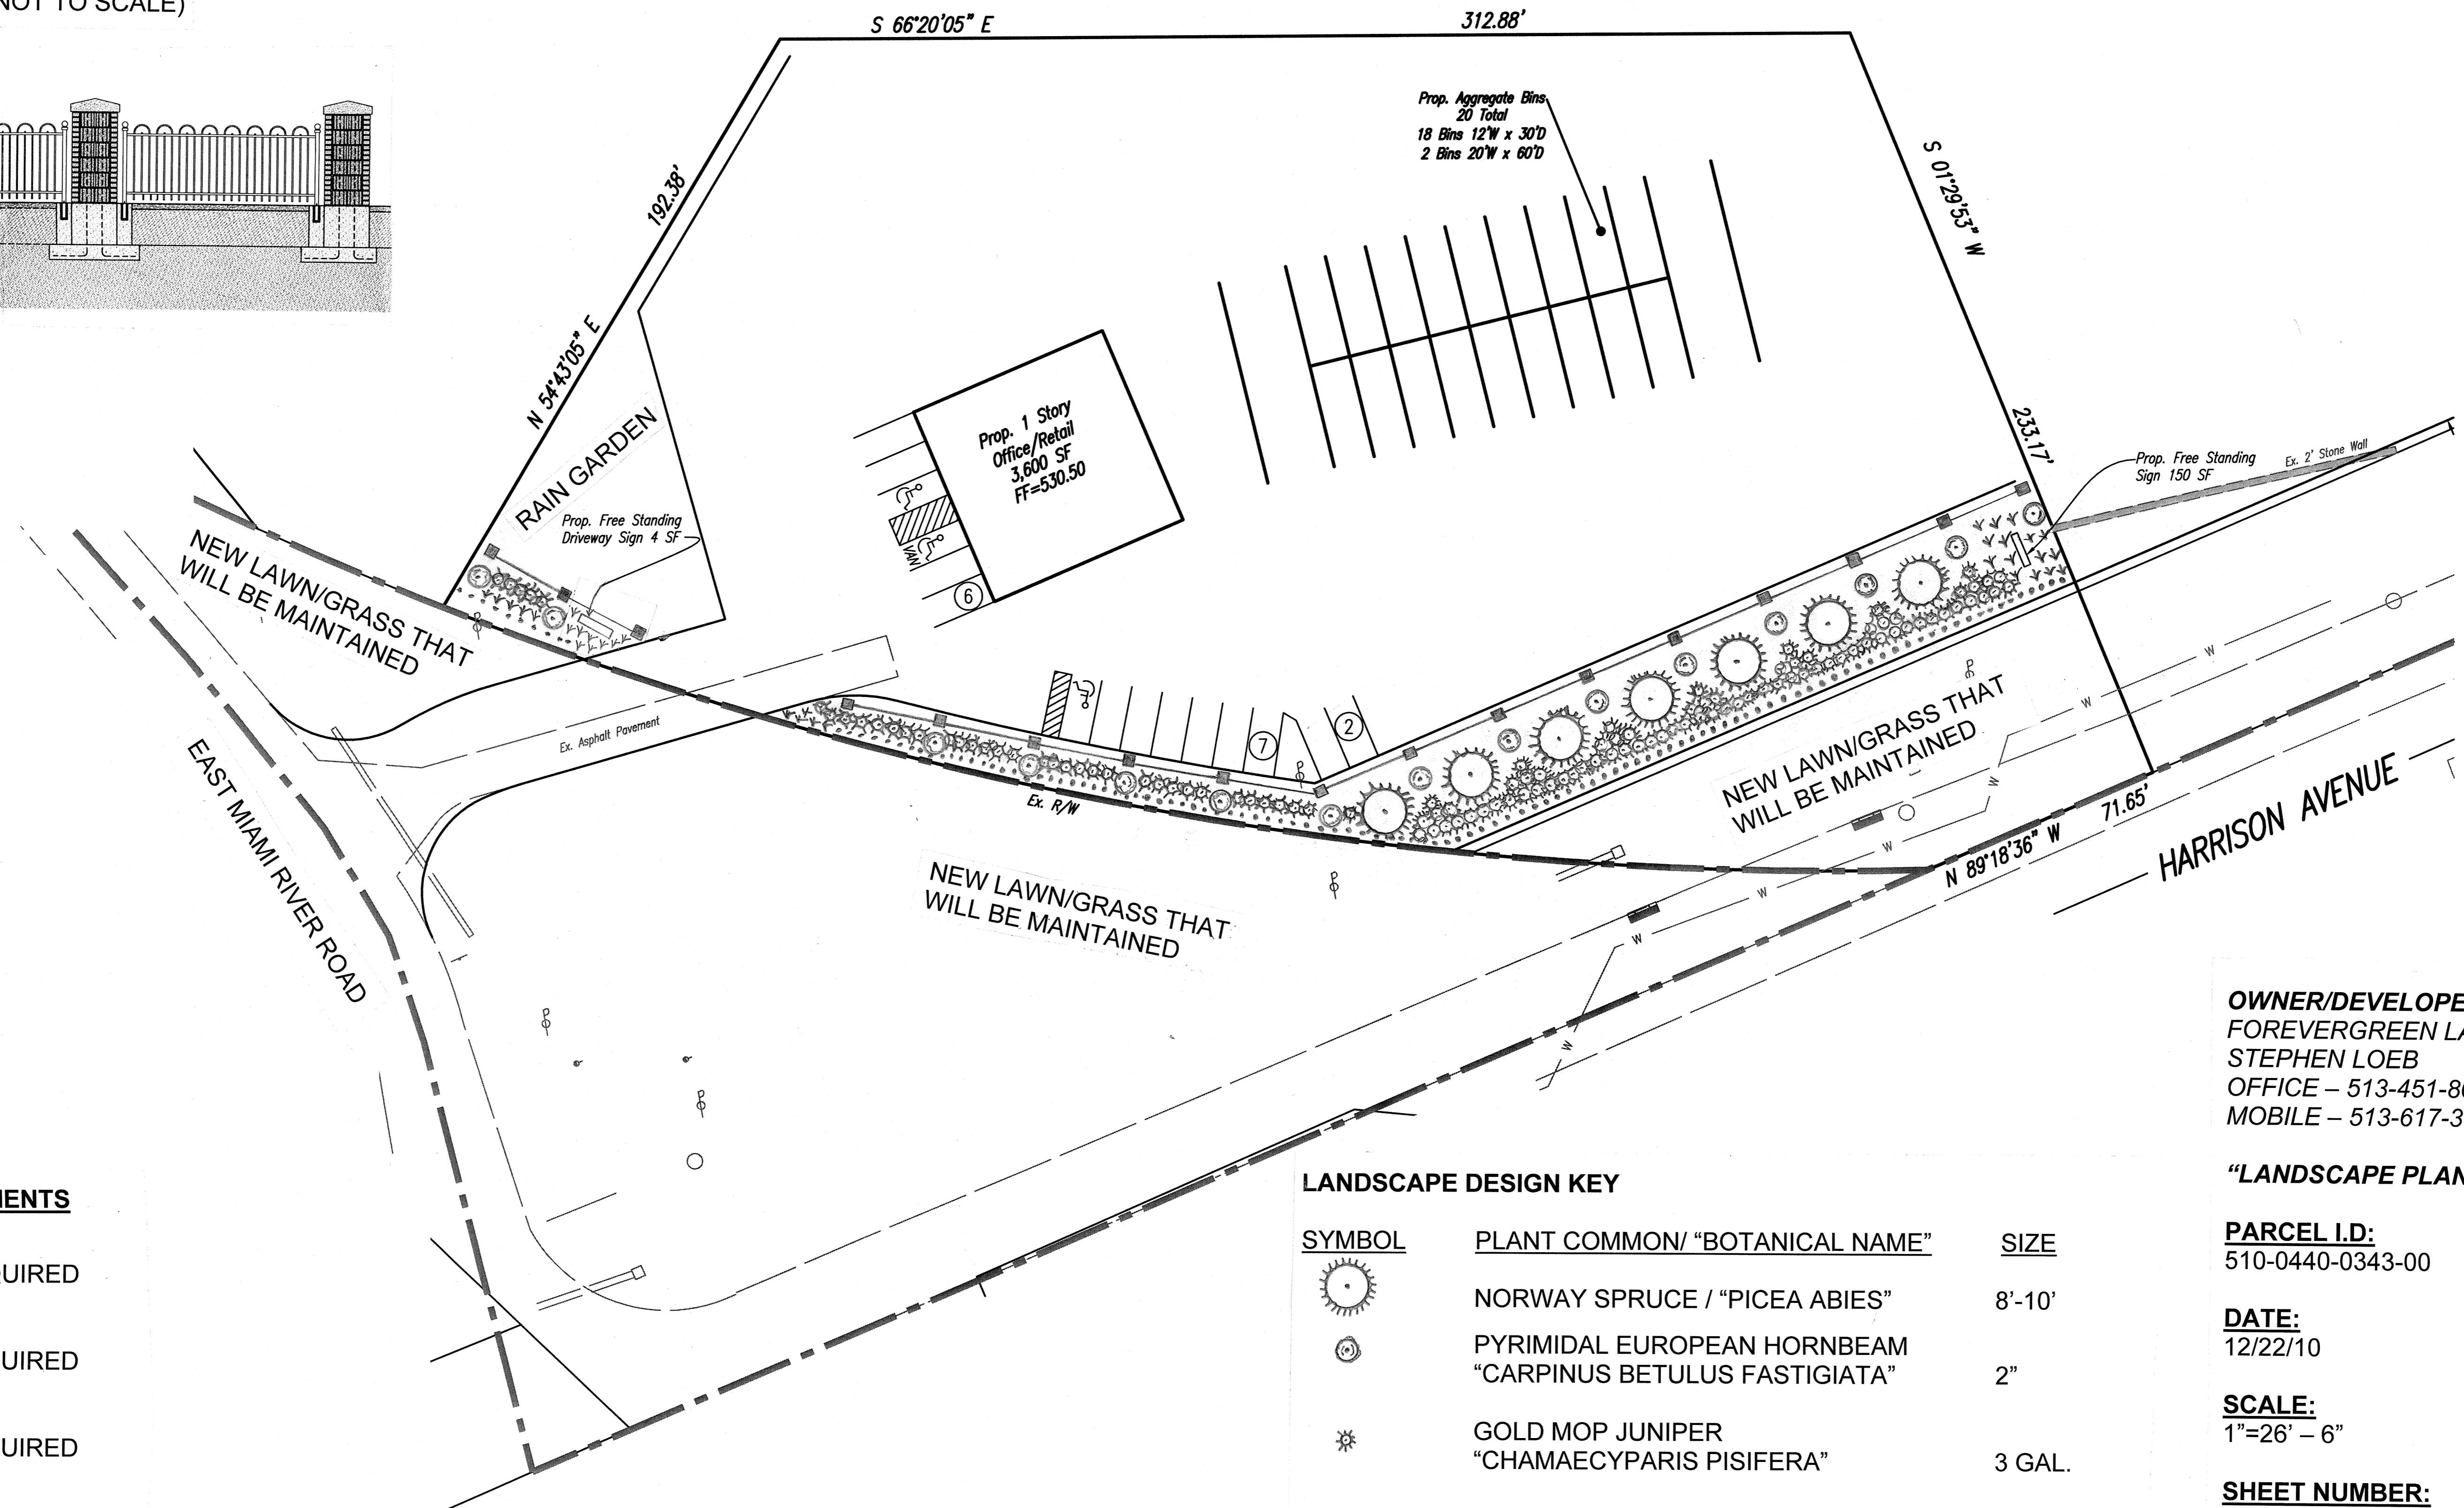 NOT TO SCALE)
S 66°20'05" E
312.88'
192.38'
N 54°43'05" E
S 01°29'53" W
233.17'
Prop. Aggregate Bins
20 Total
18 Bins 12'W x 30'D
2 Bins 20'W x 60'D
Prop. 1 Story
Office/Retail
3,600 SF
FF=530.50
RAIN GARDEN
Prop. Free Standing
Driveway Sign 4 SF
VAN
6
7
2
Prop. Free Standing
Sign 150 SF
Ex. 2' Stone Wall
NEW LAWN/GRASS THAT
WILL BE MAINTAINED
Ex. Asphalt Pavement
EAST MIAMI RIVER ROAD
Ex. R/W
NEW LAWN/GRASS THAT
WILL BE MAINTAINED
NEW LAWN/GRASS THAT
WILL BE MAINTAINED
W
W
W
W
W
W
W
N 89°18'36" W
71.65'
HARRISON AVENUE
MENTS
QUIRED
UIRED
UIRED
LANDSCAPE DESIGN KEY
SYMBOL PLANT COMMON/ “BOTANICAL NAME” SIZE
NORWAY SPRUCE / “PICEA ABIES” 8’-10’
PYRIMIDAL EUROPEAN HORNBEAM
“CARPINUS BETULUS FASTIGIATA” 2”
GOLD MOP JUNIPER
“CHAMAECYPARIS PISIFERA” 3 GAL.
OWNER/DEVELOPE
FOREVERGREEN LA
STEPHEN LOEB
OFFICE – 513-451-8
MOBILE – 513-617-3
“LANDSCAPE PLAN
PARCEL I.D:
510-0440-0343-00
DATE:
12/22/10
SCALE:
1”=26’ – 6”
SHEET NUMBER: